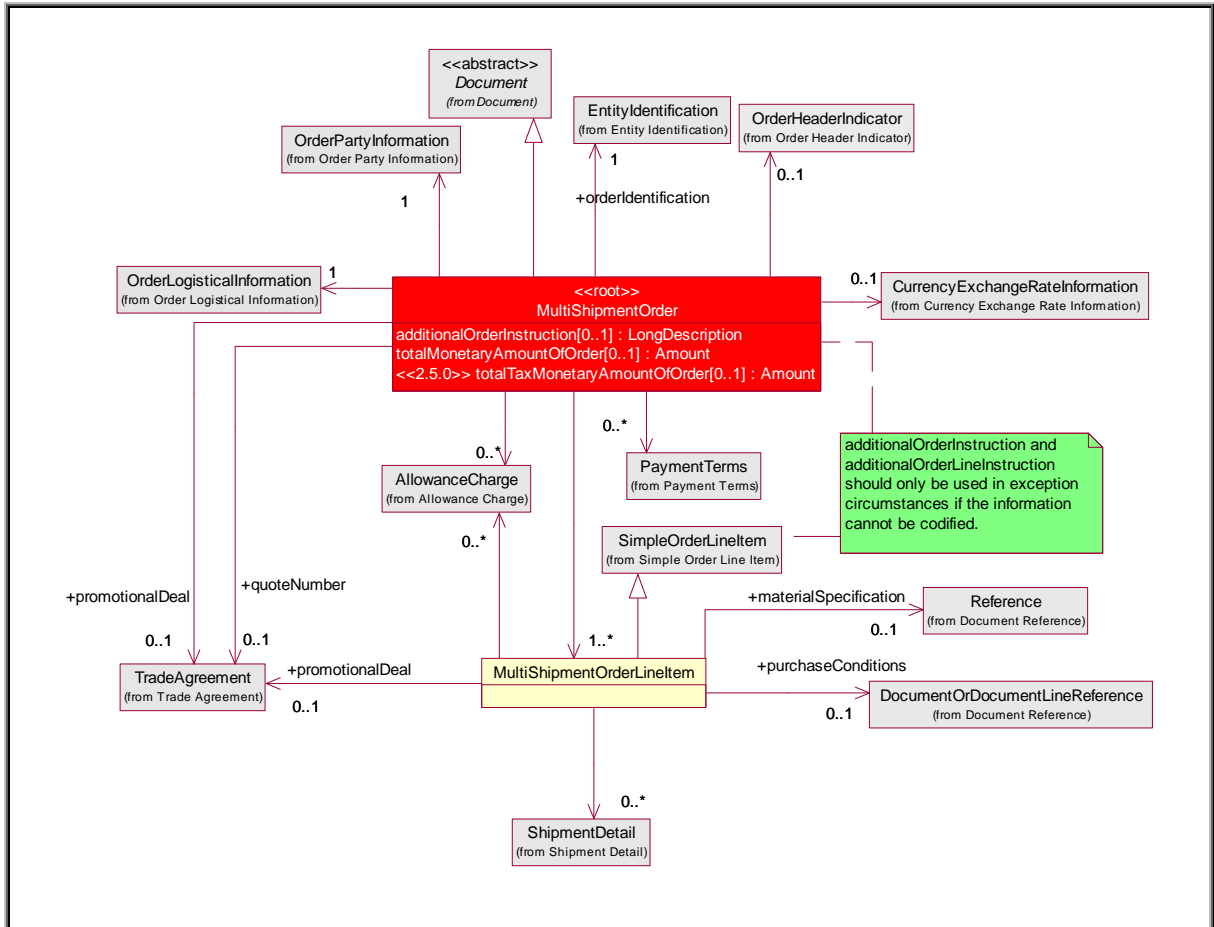 <<abstract>>
Document
(from Document)
EntityIdentification
(from Entity Identification)
OrderHeaderIndicator
(from Order Header Indicator)
OrderPartyInformation
(from Order Party Information)
1
0..1
1
+orderIdentification
OrderLogisticalInformation
(from Order Logistical Information)
1
<<root>>
MultiShipmentOrder
additionalOrderInstruction[0..1] : LongDescription
totalMonetaryAmountOfOrder[0..1] : Amount
<<2.5.0>> totalTaxMonetaryAmountOfOrder[0..1] : Amount
0..1
CurrencyExchangeRateInformation
(from Currency Exchange Rate Information)
0..*
0..*
AllowanceCharge
(from Allowance Charge)
PaymentTerms
(from Payment Terms)
additionalOrderInstruction and
additionalOrderLineInstruction
should only be used in exception
circumstances if the information
cannot be codified.
0..*
SimpleOrderLineItem
(from Simple Order Line Item)
+promotionalDeal
+quoteNumber
0..1
0..1
1..*
+materialSpecification
0..1
Reference
(from Document Reference)
TradeAgreement
(from Trade Agreement)
+promotionalDeal
0..1
MultiShipmentOrderLineItem
+purchaseConditions
0..1
DocumentOrDocumentLineReference
(from Document Reference)
0..*
ShipmentDetail
(from Shipment Detail)